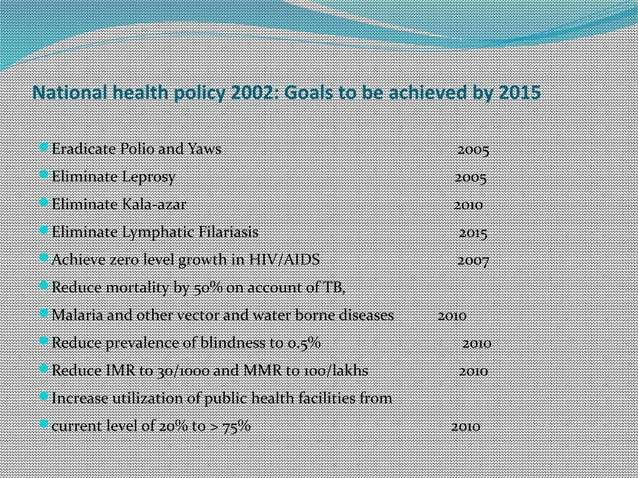 National health policy 2002: Goals to be achieved by 2015
Eradicate Polio and Yaws 2005
Eliminate Leprosy 2005
Eliminate Kala-azar 2010
Eliminate Lymphatic Filariasis 2015
Achieve zero level growth in HIV/AIDS 2007
Reduce mortality by 50% on account of TB,
Malaria and other vector and water borne diseases 2010
Reduce prevalence of blindness to 0.5% 2010
Reduce IMR to 30/1000 and MMR to 100/lakhs 2010
Increase utilization of public health facilities from
current level of 20% to > 75% 2010